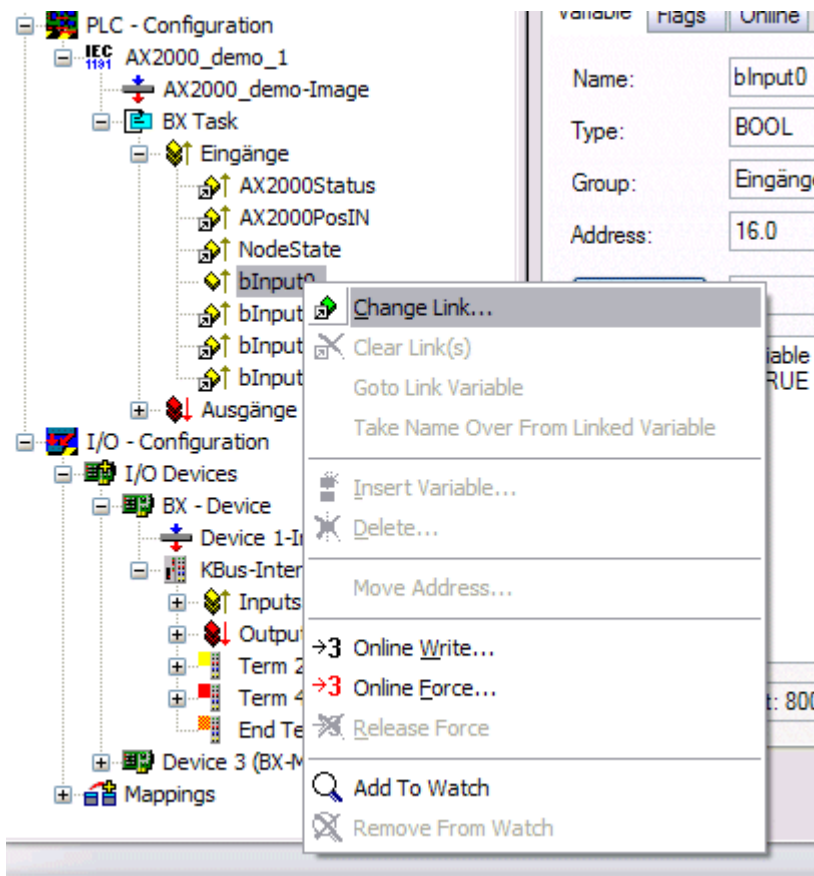 PLC - Configuration
IEC
1131
AX2000_demo_1
AX2000_demo-Image
BX Task
Eingänge
AX2000Status
AX2000PosIN
NodeState
bInput0
bInput
bInput
bInput
Ausgänge
I/O - Configuration
I/O Devices
BX - Device
Device 1-I
KBus-Inter
Inputs
Outpu
Term 2
Term 4
End Te
Device 3 (BX-M
Mappings
Variable Flags Online
Name: bInput0
Type: BOOL
Group: Eingäng
Address: 16.0
iable
RUE
t: 800
Change Link...
Clear Link(s)
Goto Link Variable
Take Name Over From Linked Variable
Insert Variable...
Delete...
Move Address...
→3 Online Write...
→3 Online Force...
Release Force
Add To Watch
Remove From Watch